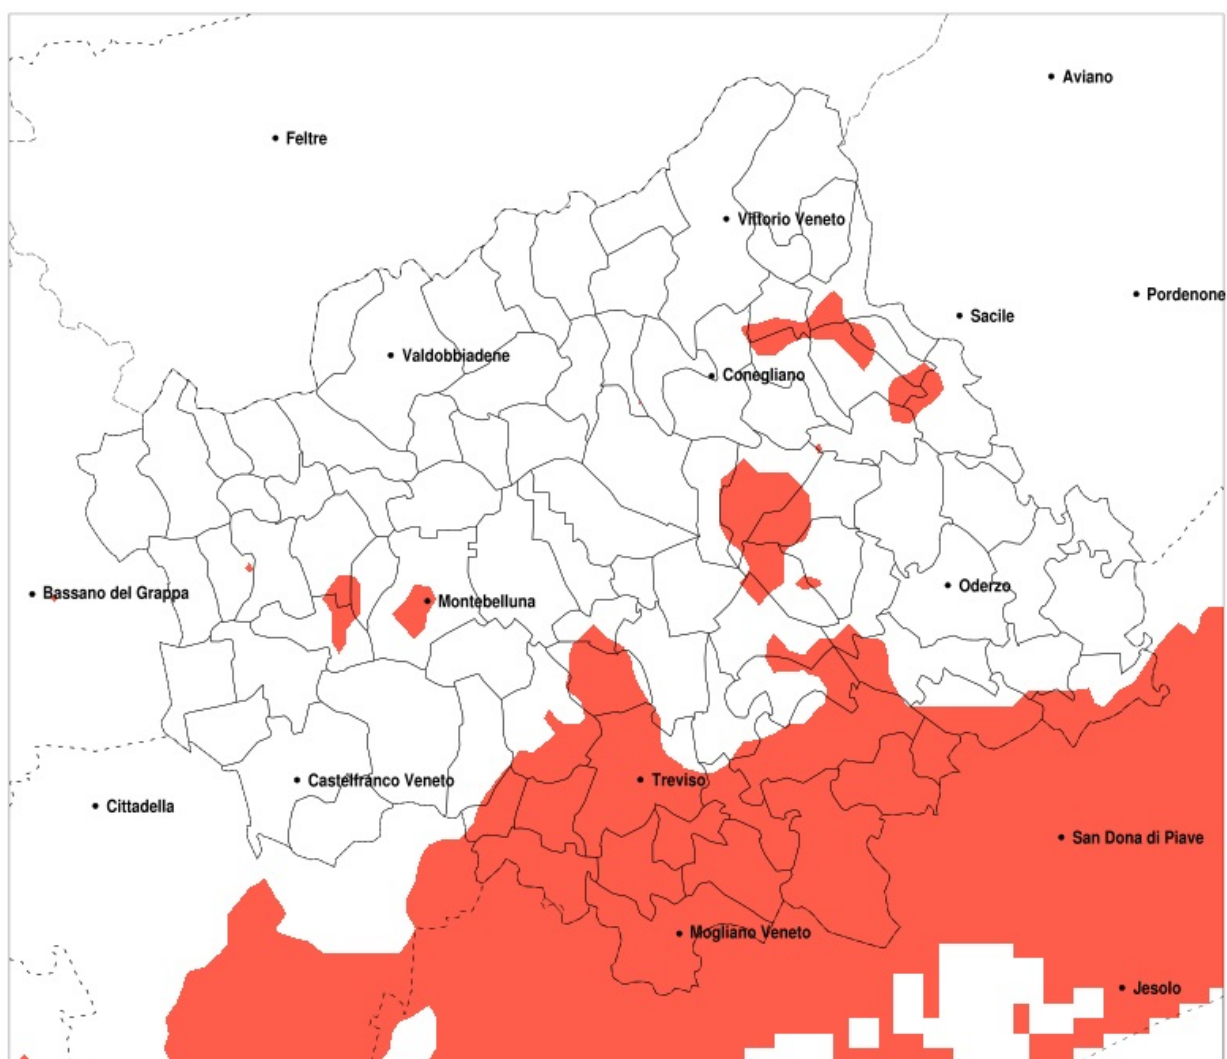 Aviano
Feltre
Vittorio Veneto
Pordenone
Sacile
Valdobbiadene
Conegliano
Oderzo
Bassano del Grappa
Montebelluna
Castelfranco Veneto
Treviso
Cittadella
San Dona di Piave
Mogliano Veneto
Jesolo